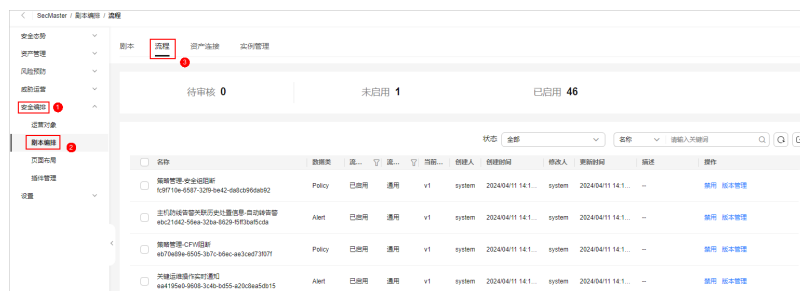 SecMaster / 剧本编排 / 流程
安全态势
资产管理
风险预防
威胁运营
安全编排 1
运营对象
剧本编排 2
页面布局
插件管理
设置
剧本 流程 资产连接 实例管理
3
待审核 0 未启用 1 已启用 46
状态 全部 名称 请输入关键词
名称 数据类 流... 流... 当前... 创建人 创建时间 修改人 更新时间 描述 操作
策略管理-安全组阻断
fc9f710e-6587-32f9-be42-da8cb96dab92
Policy 已启用 通用 v1 system 2024/04/11 14:1... system 2024/04/11 14:1... -- 禁用 版本管理
主机防线告警关联历史处置信息-自动转告警
ebc21d42-56ea-32ba-8629-f5ff3baf5cda
Alert 已启用 通用 v1 system 2024/04/11 14:1... system 2024/04/11 14:1... -- 禁用 版本管理
策略管理-CFW阻断
eb70e89e-6505-3b7c-b6ec-ae3ced73f07f
Policy 已启用 通用 v1 system 2024/04/11 14:1... system 2024/04/11 14:1... -- 禁用 版本管理
关键运维操作实时通知
ea4195e0-9608-3c4b-bd55-a20c8ea5db15
Alert 已启用 通用 v1 system 2024/04/11 14:1... system 2024/04/11 14:1... -- 禁用 版本管理